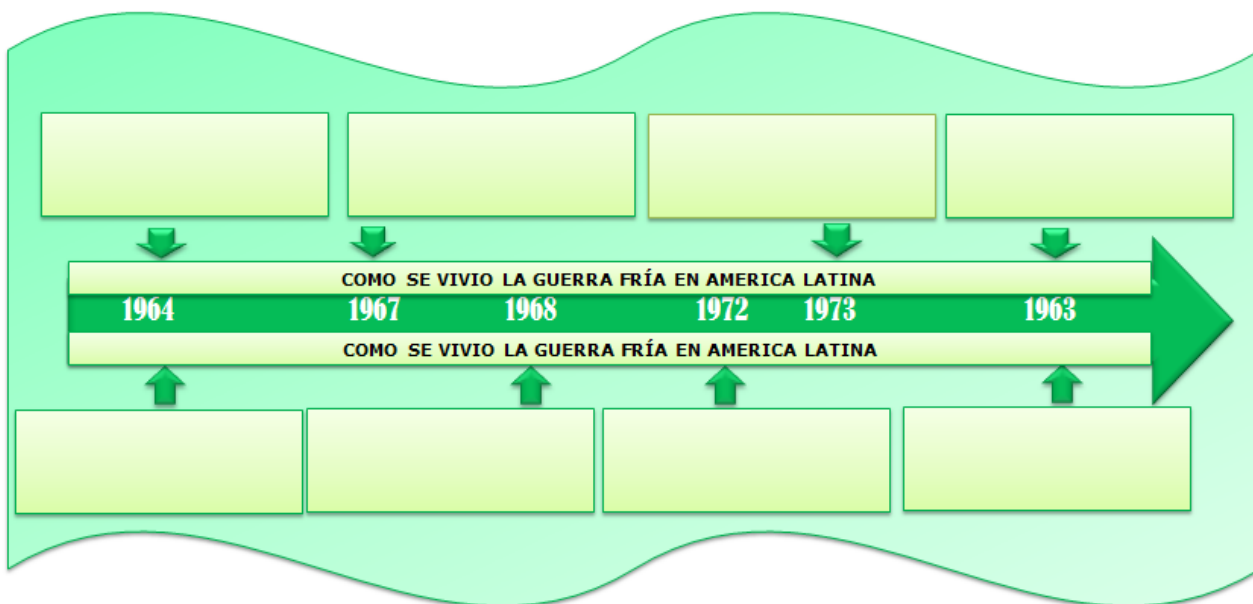 COMO SE VIVIO LA GUERRA FRÍA EN AMERICA LATINA
1964 1967 1968 1972 1973 1963
COMO SE VIVIO LA GUERRA FRÍA EN AMERICA LATINA